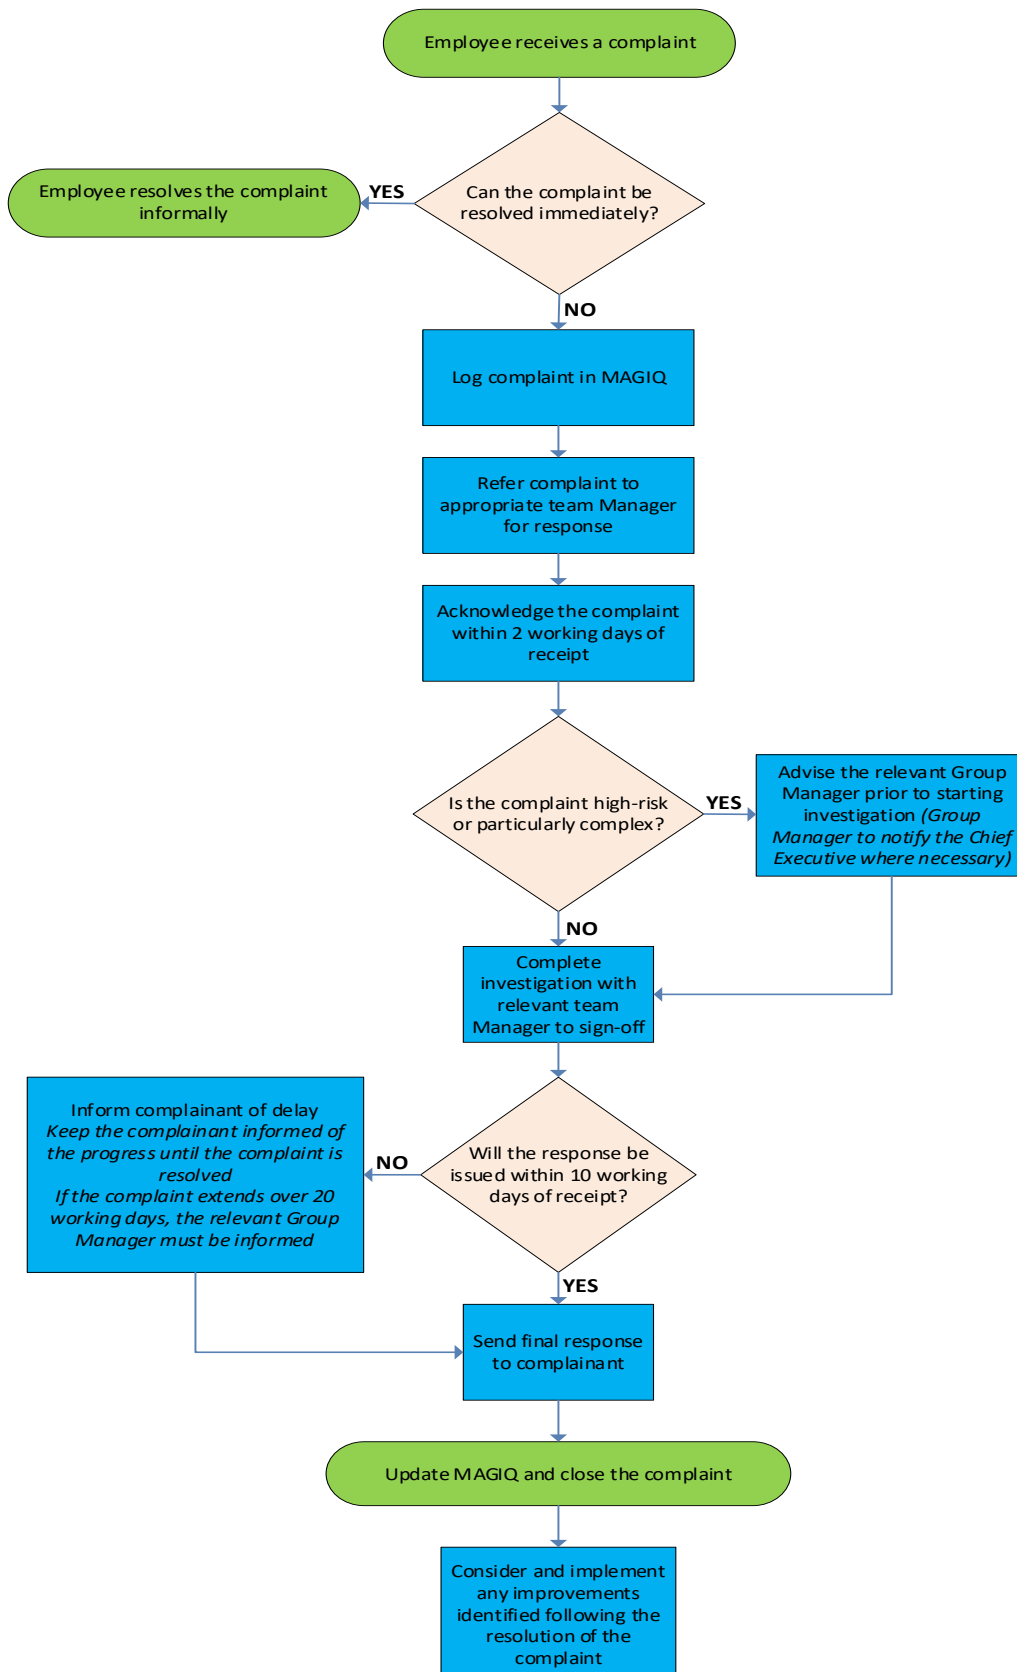 Employee receives a complaint
Can the complaint be
resolved immediately?
YES
Employee resolves the complaint
informally
NO
Log complaint in MAGIQ
Refer complaint to
appropriate team Manager
for response
Acknowledge the complaint
within 2 working days of
receipt
Is the complaint high-risk
or particularly complex?
YES
Advise the relevant Group
Manager prior to starting
investigation (Group
Manager to notify the Chief
Executive where necessary)
NO
Complete
investigation with
relevant team
Manager to sign-off
Will the response be
issued within 10 working
days of receipt?
NO
Inform complainant of delay
Keep the complainant informed of
the progress until the complaint is
resolved
If the complaint extends over 20
working days, the relevant Group
Manager must be informed
YES
Send final response
to complainant
Update MAGIQ and close the complaint
Consider and implement
any improvements
identified following the
resolution of the
complaint